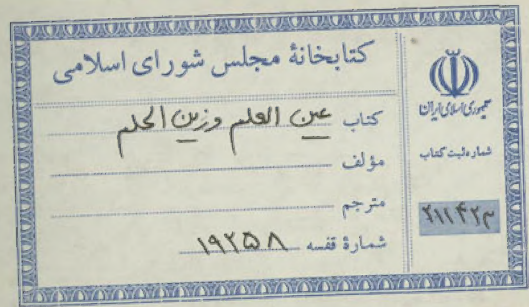 کتابخانهٔ مجلس شورای اسلامی
کتاب عین العلم وزین الحلم
مؤلف
مترجم
شمارهٔ قفسه ۱۹۲۵۸
جمهوری اسلامی ایران
شماره ثبت کتاب
۲۱۱۴۲۳